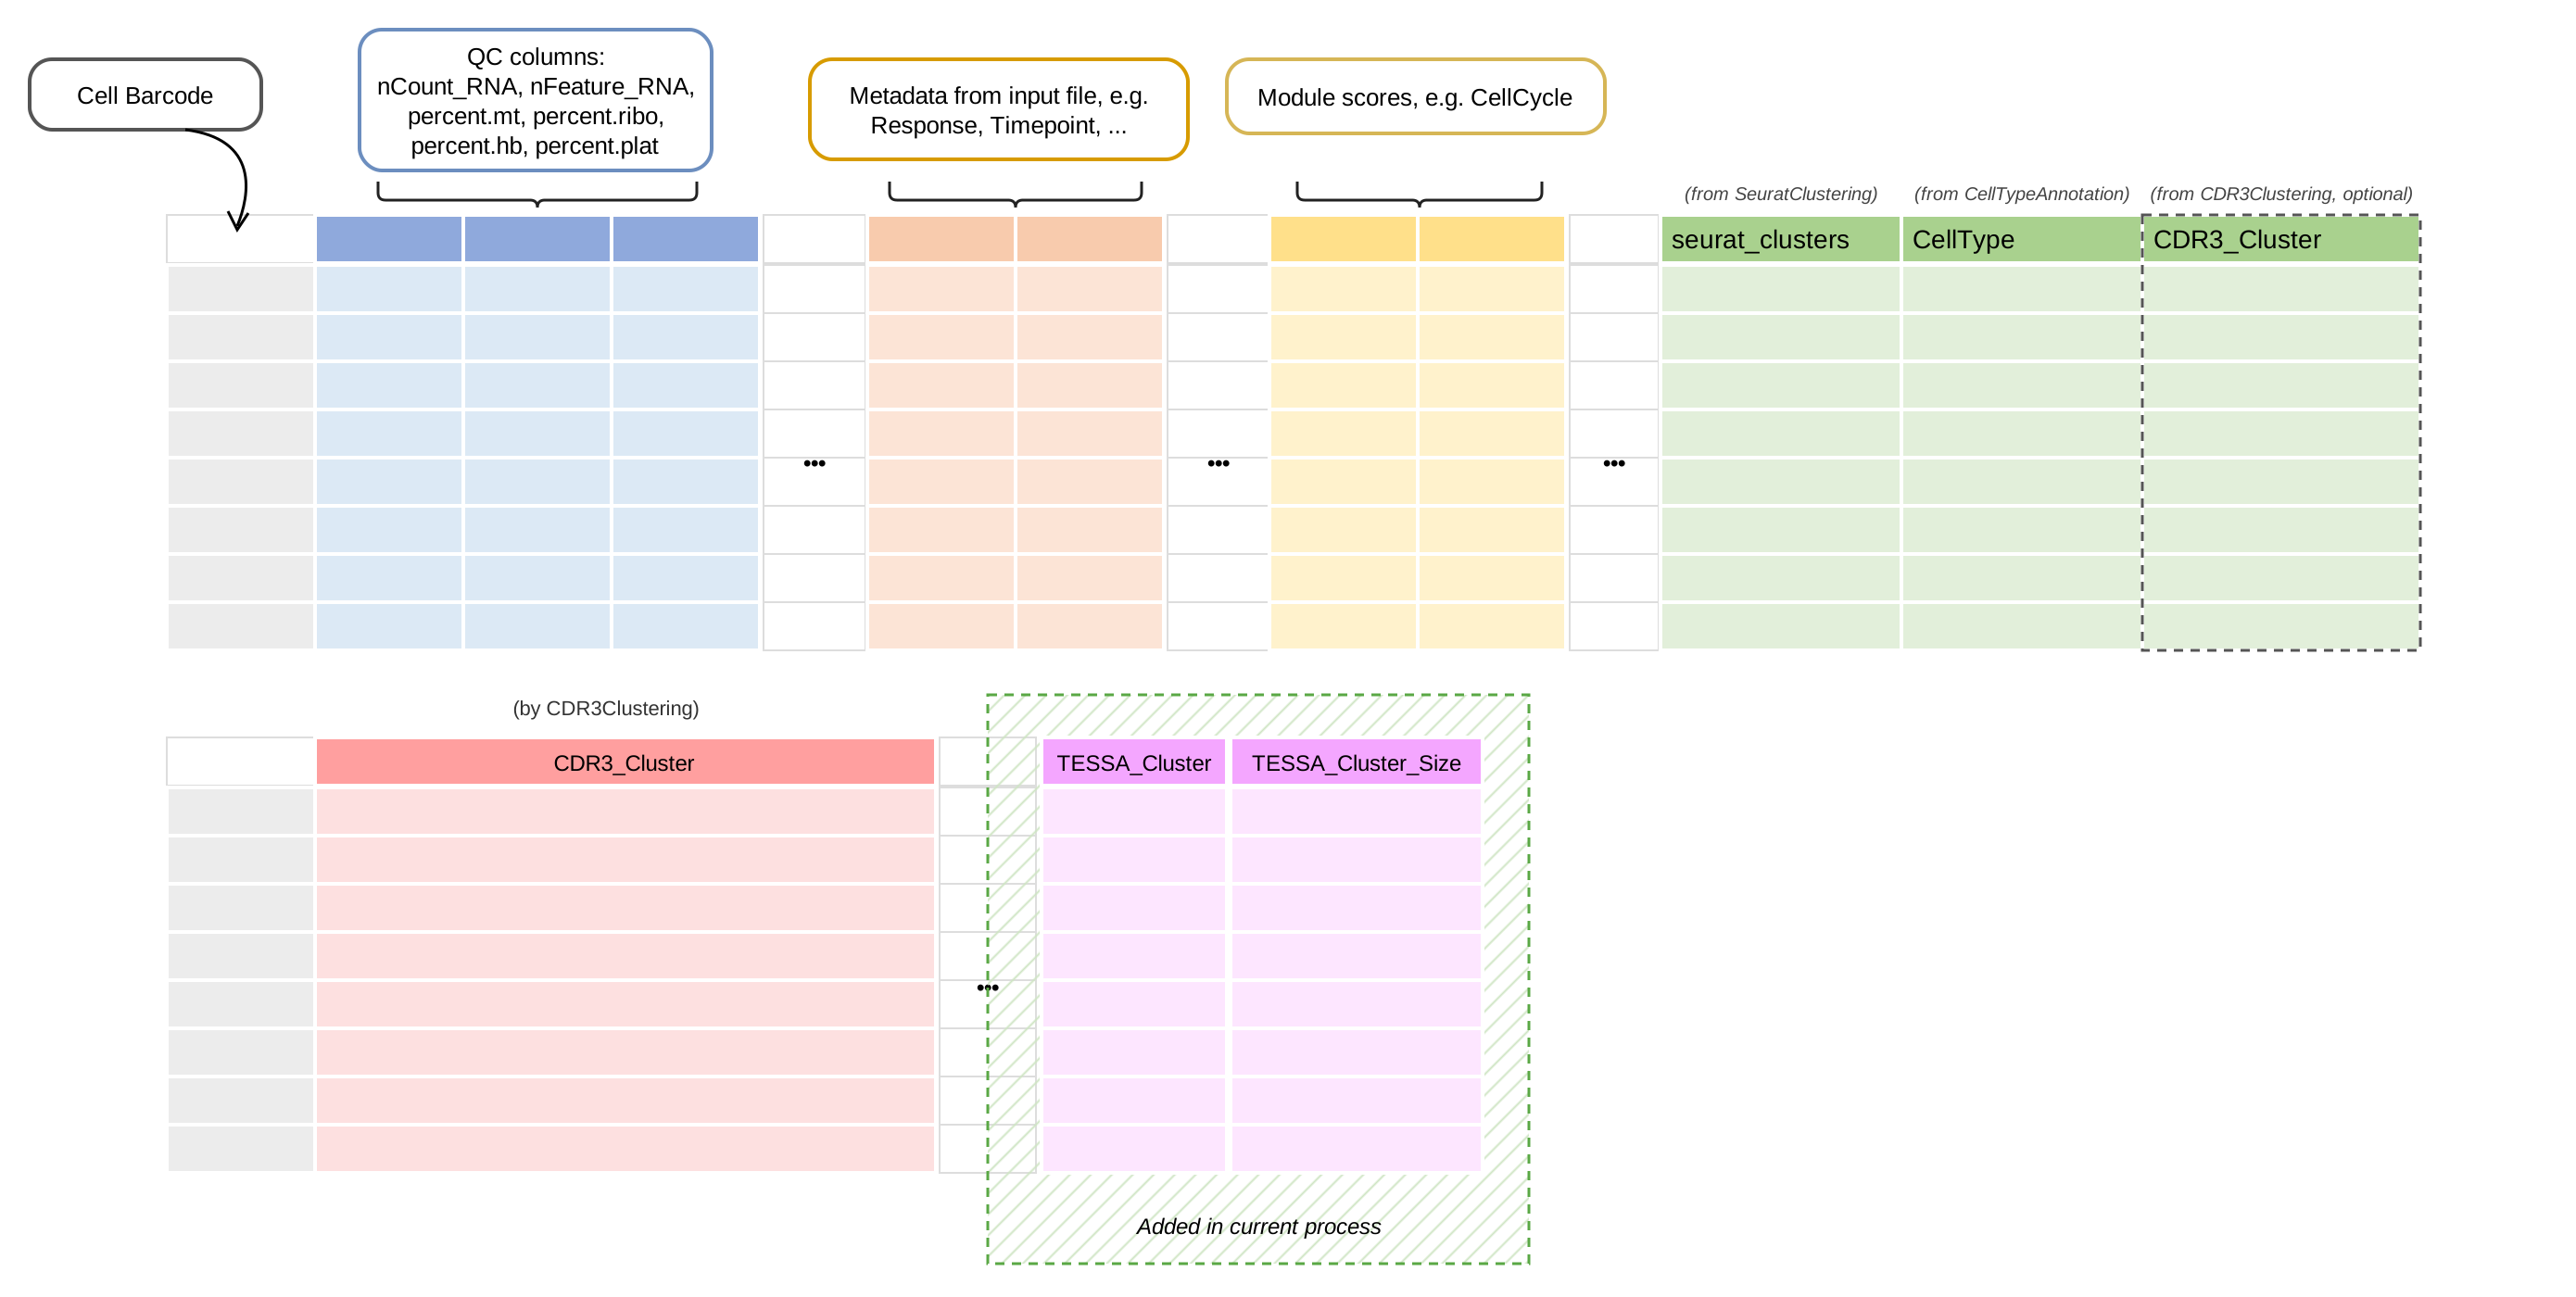 Cell Barcode
QC columns:
nCount_RNA, nFeature_RNA,
percent.mt, percent.ribo,
percent.hb, percent.plat
Metadata from input file, e.g.
Response, Timepoint, ...
Module scores, e.g. CellCycle
(from SeuratClustering)
(from CellTypeAnnotation)
(from CDR3Clustering, optional)
seurat_clusters
CellType
CDR3_Cluster
...
...
...
(by CDR3Clustering)
CDR3_Cluster
TESSA_Cluster
TESSA_Cluster_Size
...
Added in current process